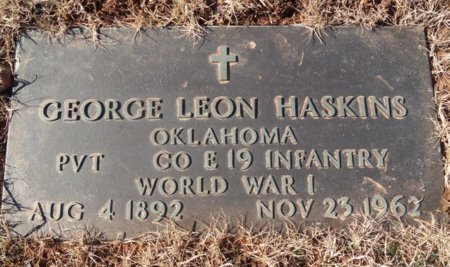 GEORGE LEON HASKINS
OKLAHOMA
PVT CO E 19 INFANTRY
WORLD WAR I
AUG 4 1892 NOV 23 1962